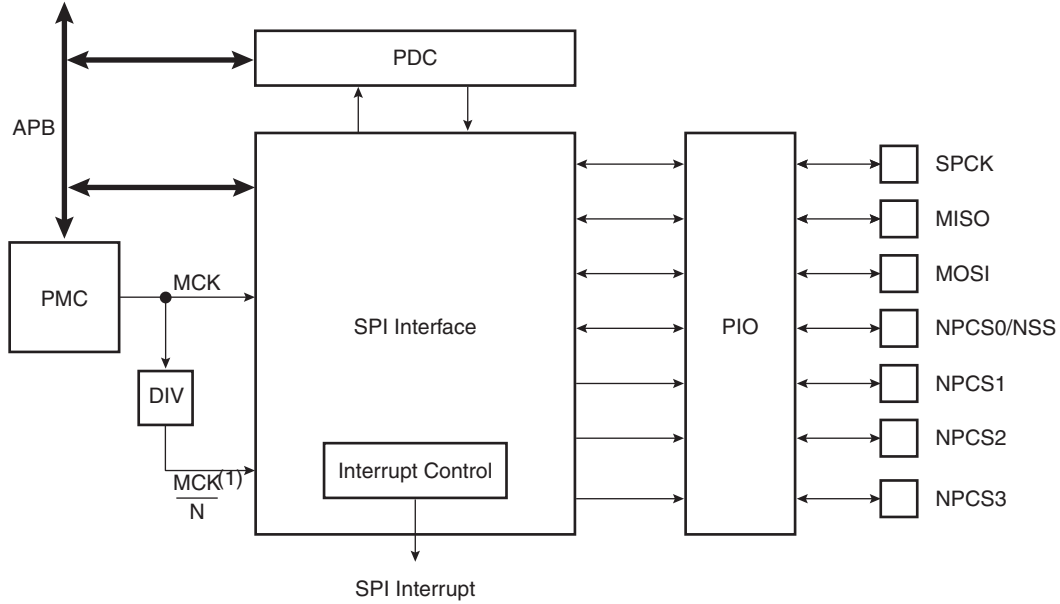 PDC
APB
SPI Interface
PIO
SPCK
MISO
MOSI
NPCS0/NSS
NPCS1
NPCS2
NPCS3
PMC
MCK
DIV
MCK(1)
N
Interrupt Control
SPI Interrupt